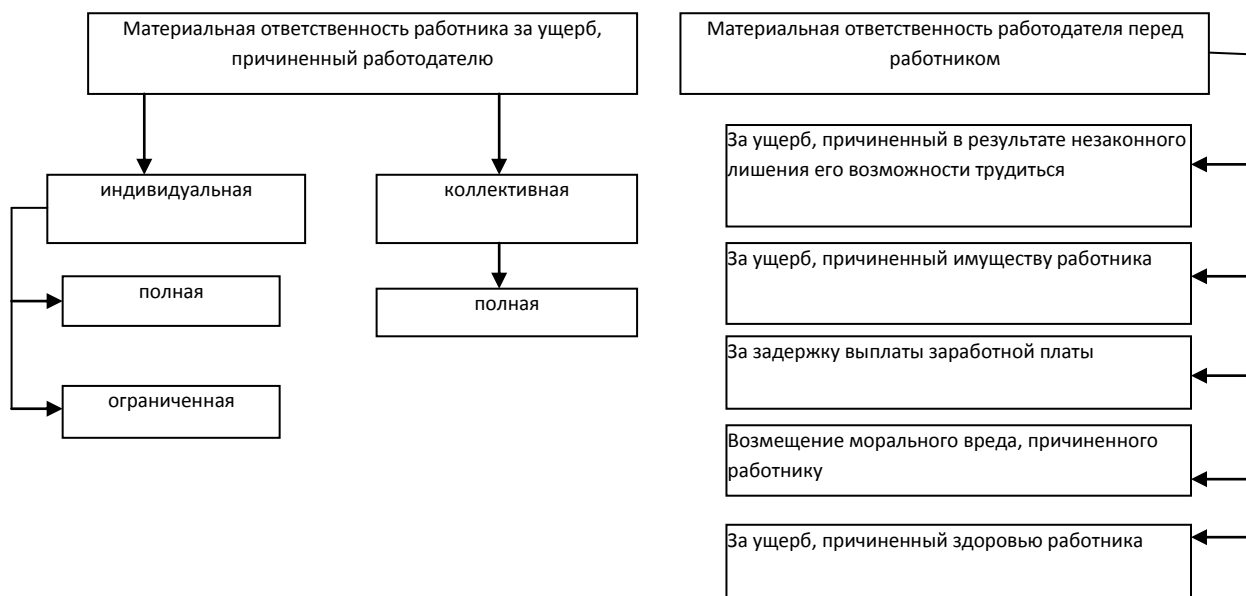 Материальная ответственность работника за ущерб,
причиненный работодателю
индивидуальная
коллективная
полная
полная
ограниченная
Материальная ответственность работодателя перед
работником
За ущерб, причиненный в результате незаконного
лишения его возможности трудиться
За ущерб, причиненный имуществу работника
За задержку выплаты заработной платы
Возмещение морального вреда, причиненного
работнику
За ущерб, причиненный здоровью работника